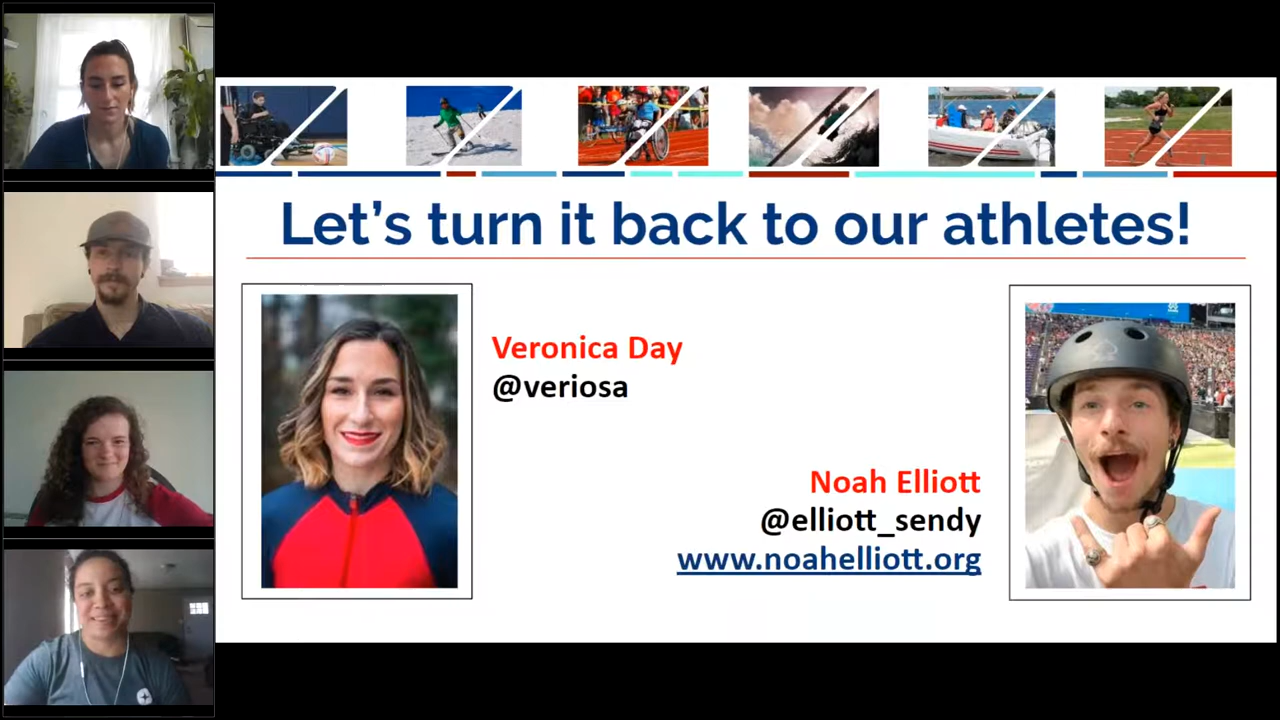 Let's turn it back to our athletes!
Veronica Day
@veriosa
Noah Elliott
@elliott_sendy
www.noahelliott.org